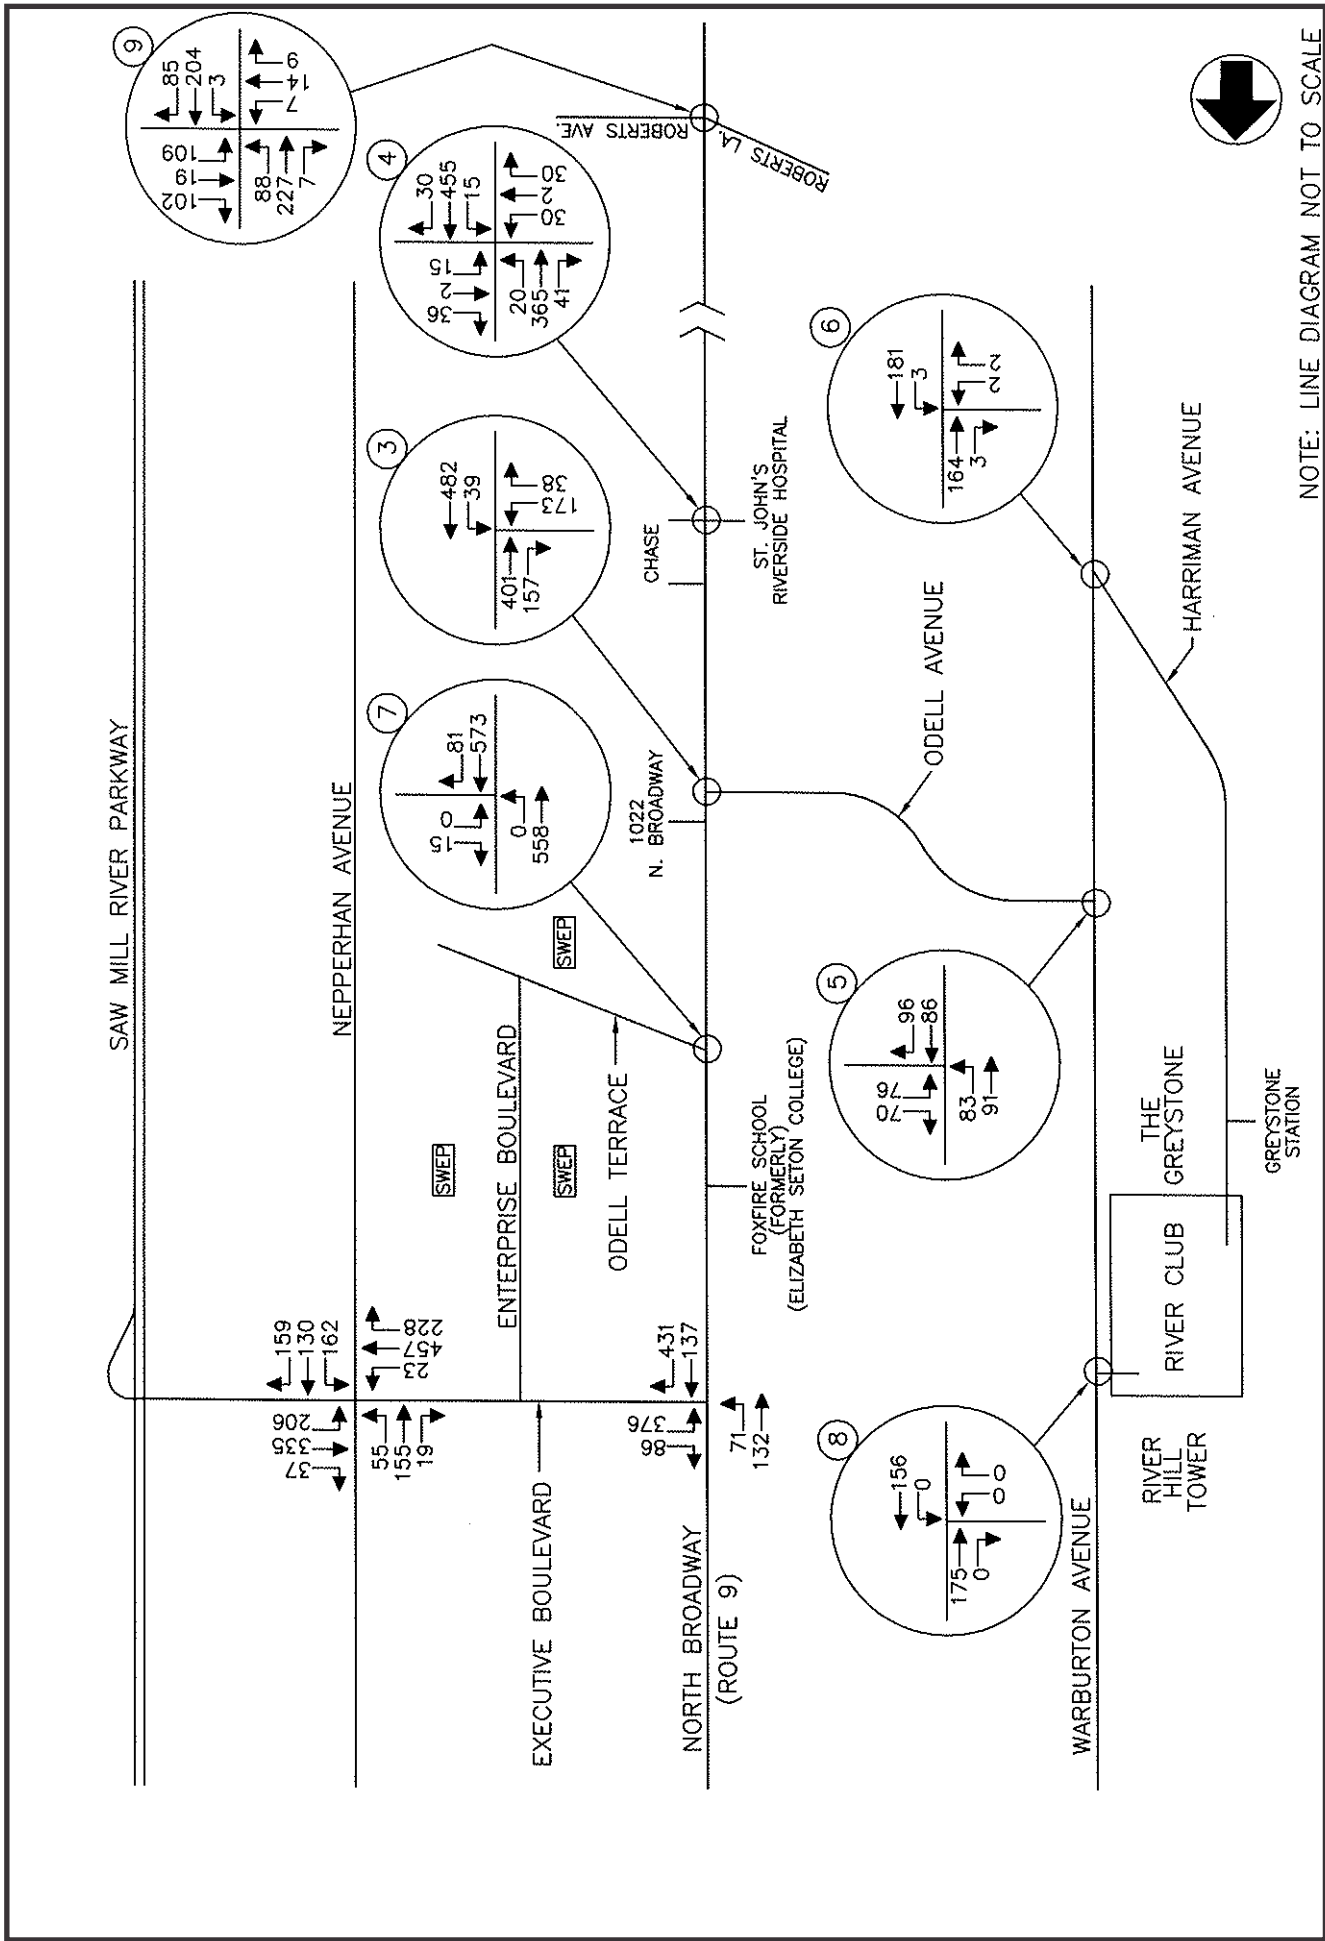 SAW MILL RIVER PARKWAY
NEPPERHAN AVENUE
EXECUTIVE BOULEVARD
ENTERPRISE BOULEVARD
ODELL TERRACE
SWEP
SWEP
SWEP
NORTH BROADWAY
(ROUTE 9)
FOXFIRE SCHOOL
(FORMERLY)
(ELIZABETH SETON COLLEGE)
1022
N. BROADWAY
CHASE
ST. JOHN'S
RIVERSIDE HOSPITAL
ROBERTS AVE.
ROBERTS LA.
ODELL AVENUE
WARBURTON AVENUE
HARRIMAN AVENUE
RIVER
HILL
TOWER
RIVER CLUB
THE
GREYSTONE
GREYSTONE
STATION
159
130
162
206
335
37
55
155
19
228
457
23
431
137
376
86
71
132
7
81
573
0
15
0
558
3
482
39
401
157
38
173
4
30
455
15
15
2
36
20
365
41
30
2
30
9
85
204
3
109
19
102
88
227
7
9
14
7
8
156
0
175
0
0
0
5
96
86
76
70
83
91
6
181
3
164
3
2
2
NOTE: LINE DIAGRAM NOT TO SCALE